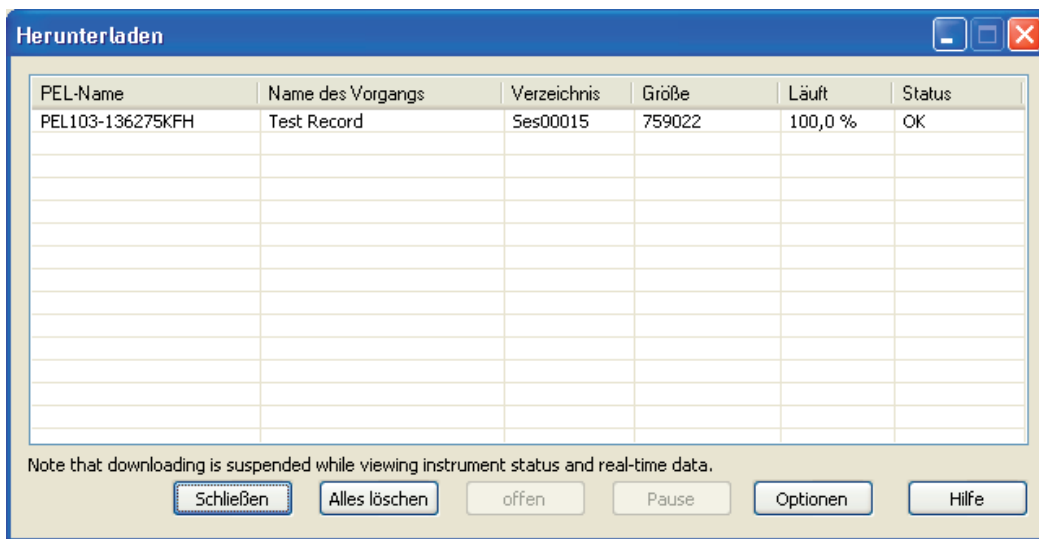 Herunterladen
PEL-Name Name des Vorgangs Verzeichnis Größe Läuft Status
PEL103-136275KFH Test Record Ses00015 759022 100,0 % OK
Note that downloading is suspended while viewing instrument status and real-time data.
Schließen Alles löschen offen Pause Optionen Hilfe